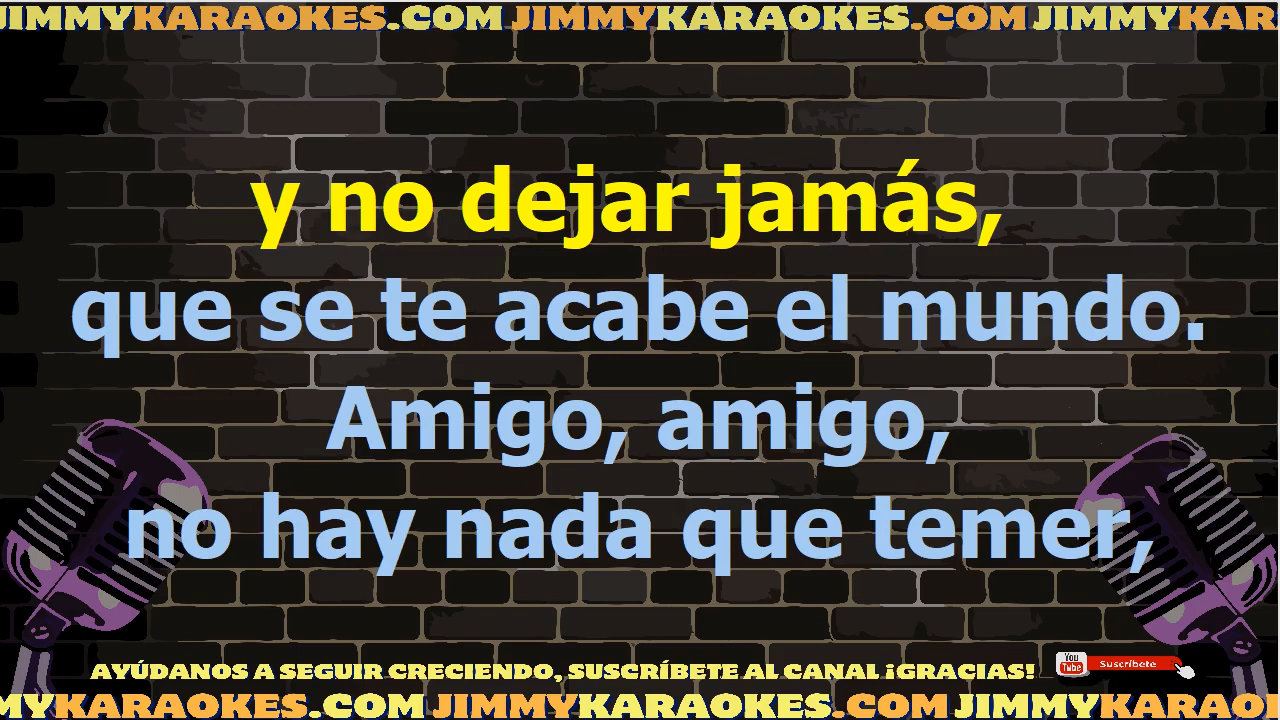 JIMMYKARAOKES.COM JIMMYKARAOKES.COM JIMMYKAR
y no dejar jamás,
que se te acabe el mundo.
Amigo, amigo,
no hay nada que temer,
AYÚDANOS A SEGUIR CRECIENDO, SUSCRÍBETE AL CANAL ¡GRACIAS!
You Tube Suscríbete
MYKARAOKES.COM JIMMYKARAOKES.COM JIMMYKARAOK